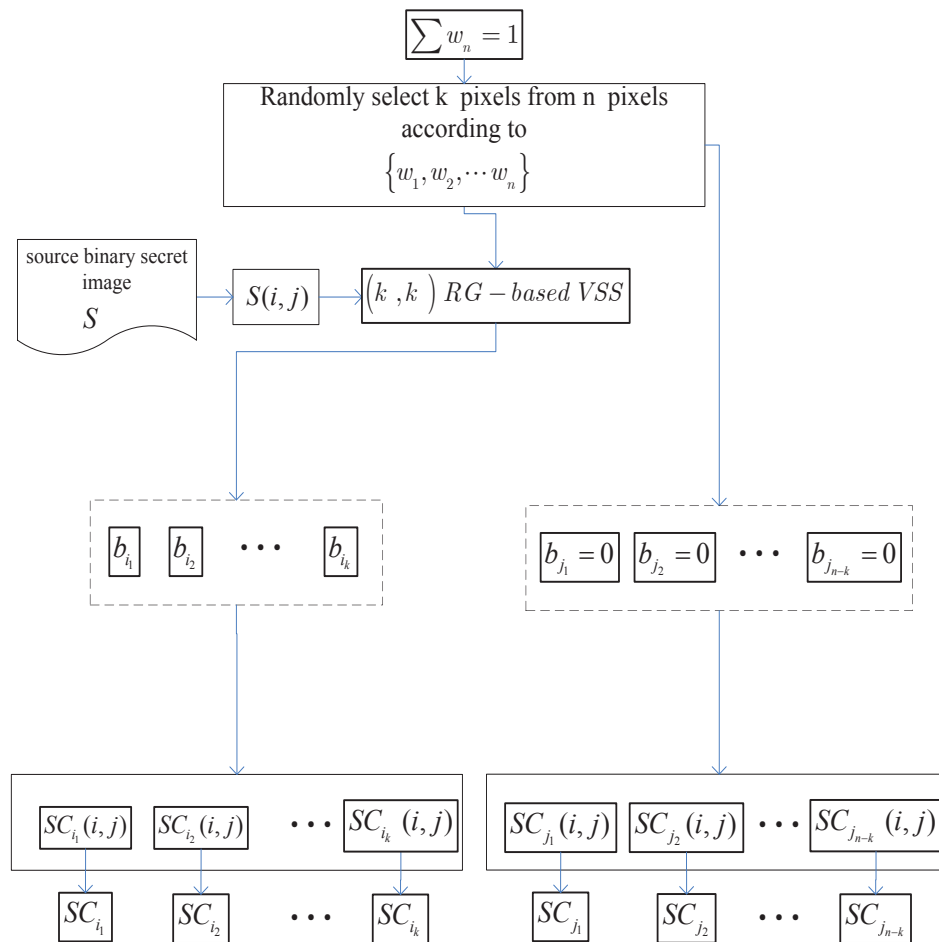 ∑ w_n = 1
Randomly select k pixels from n pixels
according to
{w_1, w_2, ⋯ w_n}
source binary secret
image
S
S(i, j)
(k , k ) RG − based VSS
b_{i_1} b_{i_2} ⋯ b_{i_k}
b_{j_1} = 0 b_{j_2} = 0 ⋯ b_{j_{n-k}} = 0
SC_{i_1}(i, j) SC_{i_2}(i, j) ⋯ SC_{i_k} (i, j)
SC_{j_1}(i, j) SC_{j_2}(i, j) ⋯ SC_{j_{n-k}} (i, j)
SC_{i_1} SC_{i_2} ⋯ SC_{i_k}
SC_{j_1} SC_{j_2} ⋯ SC_{j_{n-k}}